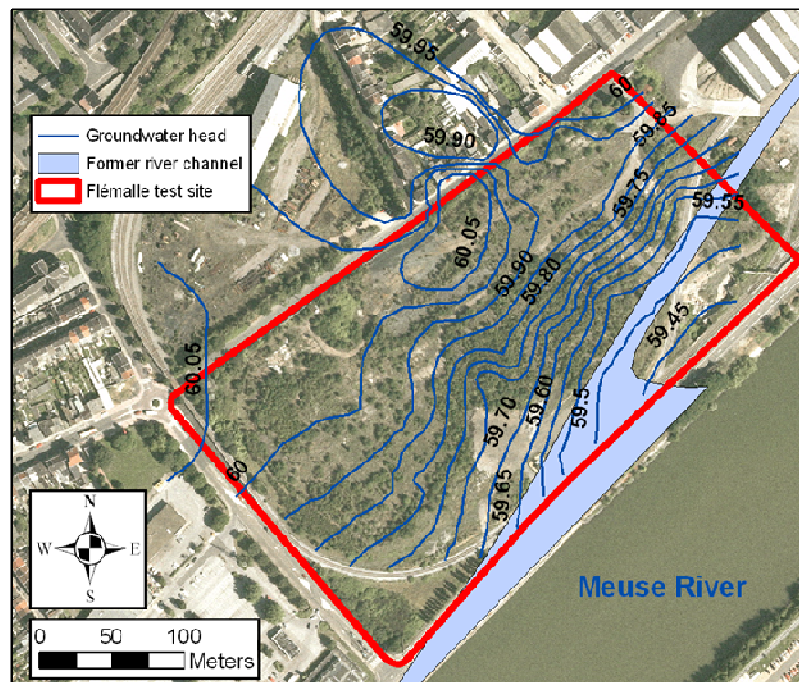 59.95
60
59.85
59.90
Groundwater head
Former river channel
Flémalle test site
59.75
59.55
60.05
59.90
59.80
59.45
60.05
59.70
59.60
59.5
60
59.65
N
W E
S
Meuse River
0 50 100
Meters